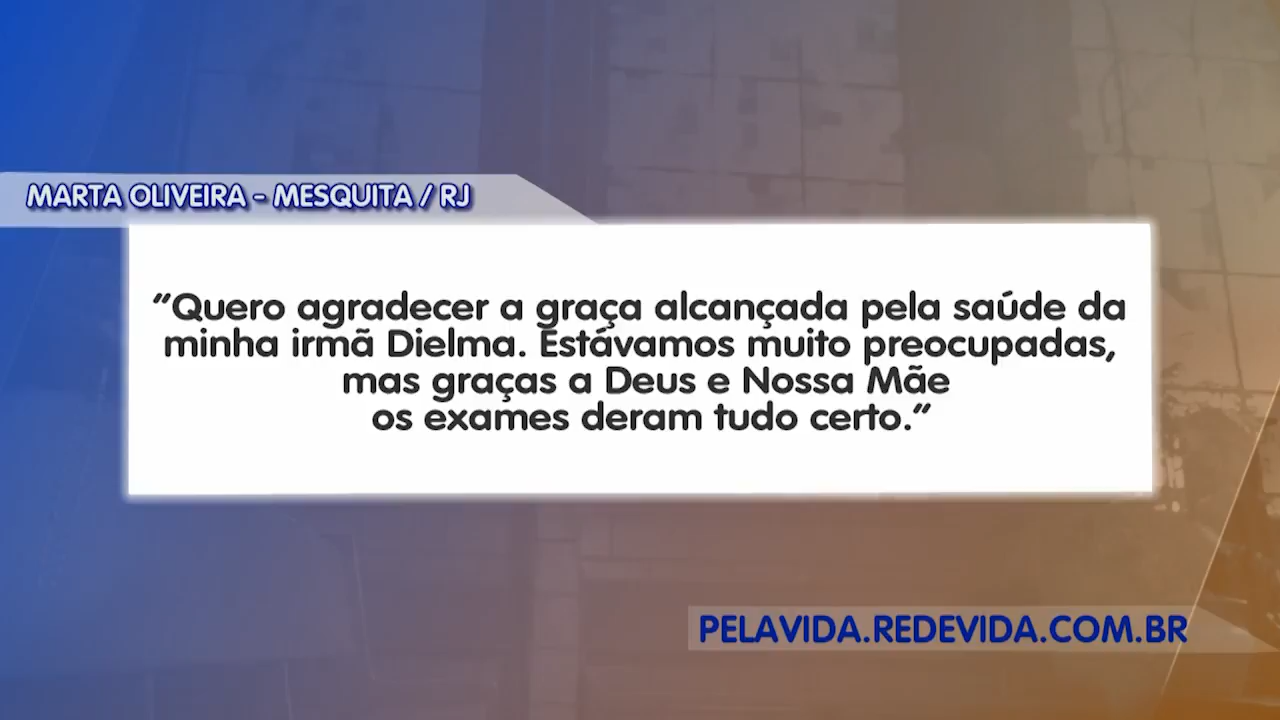 MARTA OLIVEIRA - MESQUITA / RJ
“Quero agradecer a graça alcançada pela saúde da
minha irmã Dielma. Estávamos muito preocupadas,
mas graças a Deus e Nossa Mãe
os exames deram tudo certo.”
PELAVIDA.REDEVIDA.COM.BR